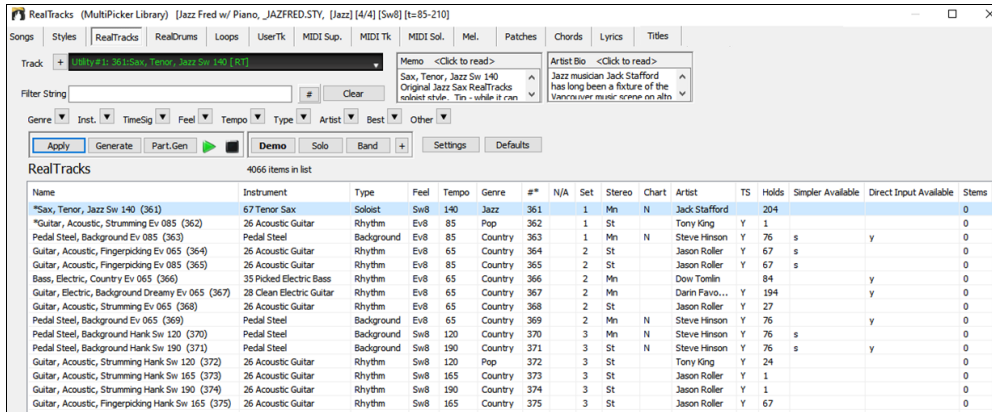 RealTracks (MultiPicker Library) [Jazz Fred w/ Piano, _JAZFRED.STY, [Jazz] [4/4] [Sw8] [t=85-210]
Songs Styles RealTracks RealDrums Loops UserTk MIDI Sup. MIDI Tk MIDI Sol. Mel. Patches Chords Lyrics Titles
Track + Utility#1: 361:Sax, Tenor, Jazz Sw 140 [RT] Memo <Click to read> Artist Bio <Click to read>
Sax, Tenor, Jazz Sw 140 Jazz musician Jack Stafford
Original Jazz Sax RealTracks has long been a fixture of the
soloist style. Tip - while it can Vancouver music scene on alto
Filter String # Clear
Genre Inst. TimeSig Feel Tempo Type Artist Best Other
Apply Generate Part.Gen Demo Solo Band + Settings Defaults
RealTracks 4066 items in list
Name Instrument Type Feel Tempo Genre #* N/A Set Stereo Chart Artist TS Holds Simpler Available Direct Input Available Stems
*Sax, Tenor, Jazz Sw 140 (361) 67 Tenor Sax Soloist Sw8 140 Jazz 361 1 Mn N Jack Stafford 204 0
*Guitar, Acoustic, Strumming Ev 085 (362) 26 Acoustic Guitar Rhythm Ev8 85 Pop 362 1 St Tony King Y 1 0
Pedal Steel, Background Ev 085 (363) Pedal Steel Background Ev8 85 Country 363 1 Mn N Steve Hinson Y 76 s y 0
Guitar, Acoustic, Fingerpicking Ev 065 (364) 26 Acoustic Guitar Rhythm Ev8 65 Country 364 2 St Jason Roller Y 67 s 0
Guitar, Acoustic, Fingerpicking Ev 085 (365) 26 Acoustic Guitar Rhythm Ev8 85 Country 365 2 St Jason Roller Y 67 s 0
Bass, Electric, Country Ev 065 (366) 35 Picked Electric Bass Rhythm Ev8 65 Country 366 2 Mn Dow Tomlin 84 y 0
Guitar, Electric, Background Dreamy Ev 065 (367) 28 Clean Electric Guitar Rhythm Ev8 65 Country 367 2 Mn Darin Favo... Y 194 y 0
Guitar, Acoustic, Strumming Ev 065 (368) 26 Acoustic Guitar Rhythm Ev8 65 Country 368 2 St Jason Roller Y 27 0
Pedal Steel, Background Ev 065 (369) Pedal Steel Background Ev8 65 Country 369 2 Mn N Steve Hinson Y 76 y 0
Pedal Steel, Background Hank Sw 120 (370) Pedal Steel Background Sw8 120 Country 370 3 Mn N Steve Hinson Y 76 s y 0
Pedal Steel, Background Hank Sw 190 (371) Pedal Steel Background Sw8 190 Country 371 3 St N Steve Hinson Y 76 s y 0
Guitar, Acoustic, Strumming Hank Sw 120 (372) 26 Acoustic Guitar Rhythm Sw8 120 Pop 372 3 St Tony King Y 24 0
Guitar, Acoustic, Strumming Hank Sw 165 (373) 26 Acoustic Guitar Rhythm Sw8 165 Country 373 3 St Jason Roller Y 1 0
Guitar, Acoustic, Strumming Hank Sw 190 (374) 26 Acoustic Guitar Rhythm Sw8 190 Country 374 3 St Jason Roller Y 1 0
Guitar, Acoustic, Fingerpicking Hank Sw 165 (375) 26 Acoustic Guitar Rhythm Sw8 165 Country 375 3 St Jason Roller Y 67 0